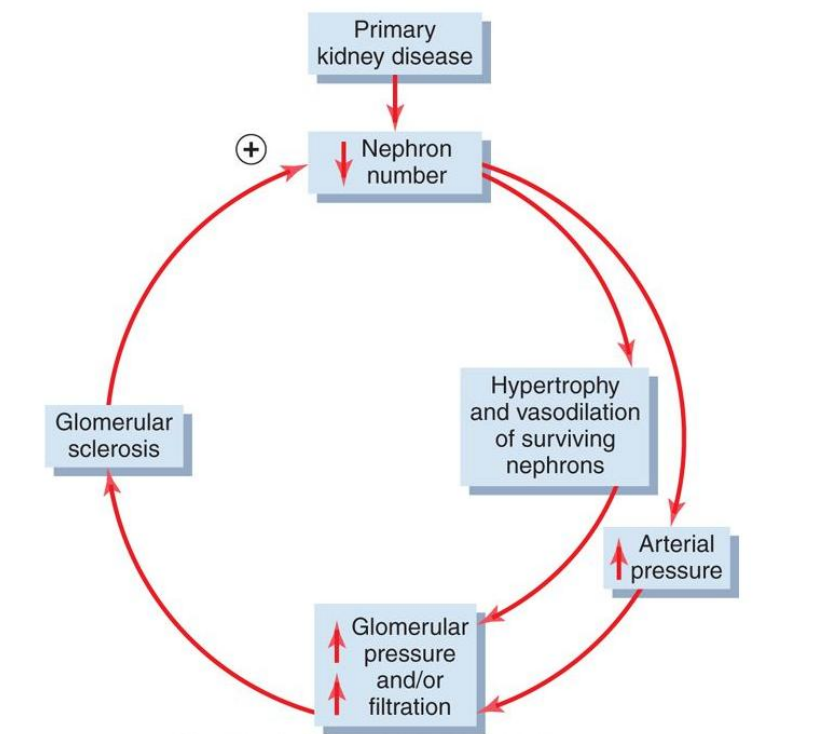 Primary
kidney disease
+
Nephron
number
Hypertrophy
and vasodilation
of surviving
nephrons
Arterial
pressure
Glomerular
pressure
and/or
filtration
Glomerular
sclerosis